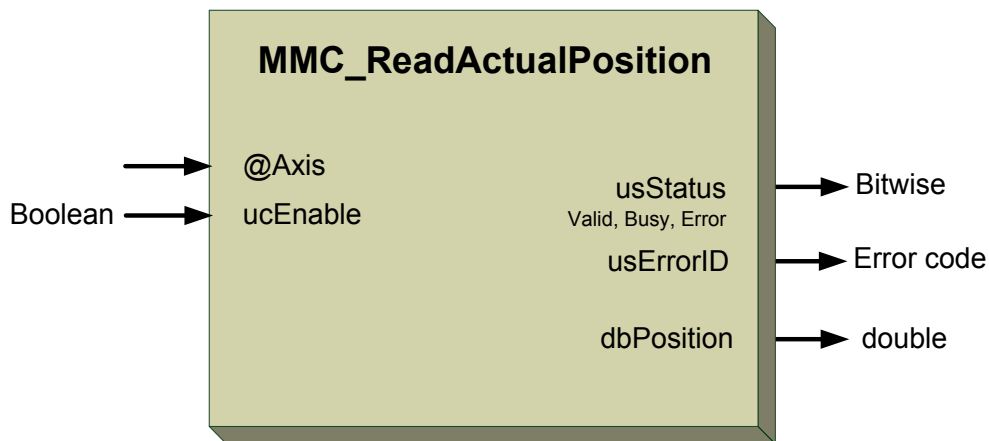 MMC_ReadActualPosition
@Axis
Boolean
ucEnable
usStatus
Bitwise
Valid, Busy, Error
usErrorID
Error code
dbPosition
double